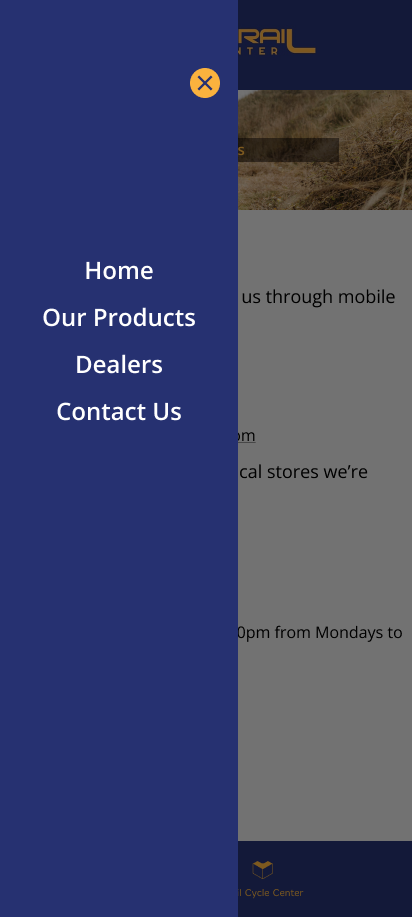 RAIL
NTER
s
Home
us through mobile
Our Products
Dealers
Contact Us
om
cal stores we’re
0pm from Mondays to
l Cycle Center